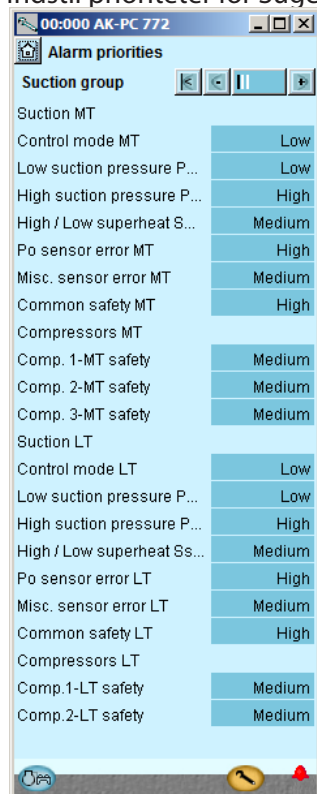 00:000 AK-PC 772
Alarm priorities
Suction group
Suction MT
Control mode MT Low
Low suction pressure P... Low
High suction pressure P... High
High / Low superheat S... Medium
Po sensor error MT High
Misc. sensor error MT Medium
Common safety MT High
Compressors MT
Comp. 1-MT safety Medium
Comp. 2-MT safety Medium
Comp. 3-MT safety Medium
Suction LT
Control mode LT Low
Low suction pressure P... Low
High suction pressure P... High
High / Low superheat Ss... Medium
Po sensor error LT High
Misc. sensor error LT Medium
Common safety LT High
Compressors LT
Comp.1-LT safety Medium
Comp.2-LT safety Medium